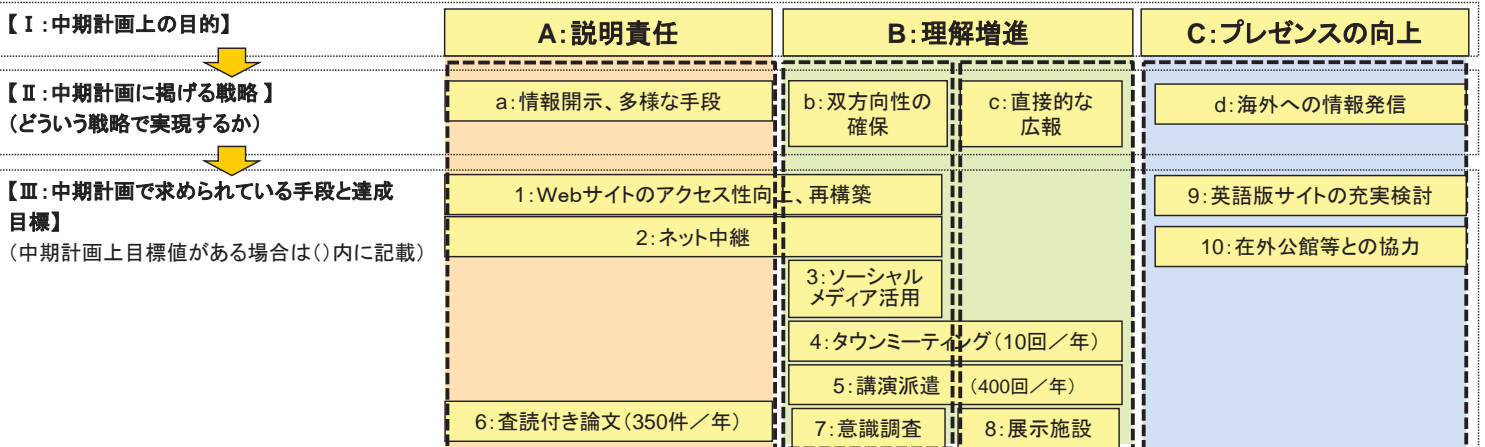 【Ⅰ：中期計画上の目的】
A：説明責任
B：理解増進
C：プレゼンスの向上
【Ⅱ：中期計画に掲げる戦略】
（どういう戦略で実現するか）
a：情報開示、多様な手段
b：双方向性の
確保
c：直接的な
広報
d：海外への情報発信
【Ⅲ：中期計画で求められている手段と達成
目標】
（中期計画上目標値がある場合は（）内に記載）
1：Webサイトのアクセス性向上、再構築
2：ネット中継
3：ソーシャル
メディア活用
4：タウンミーティング（10回／年）
5：講演派遣　（400回／年）
6：査読付き論文（350件／年）
7：意識調査
8：展示施設
9：英語版サイトの充実検討
10：在外公館等との協力